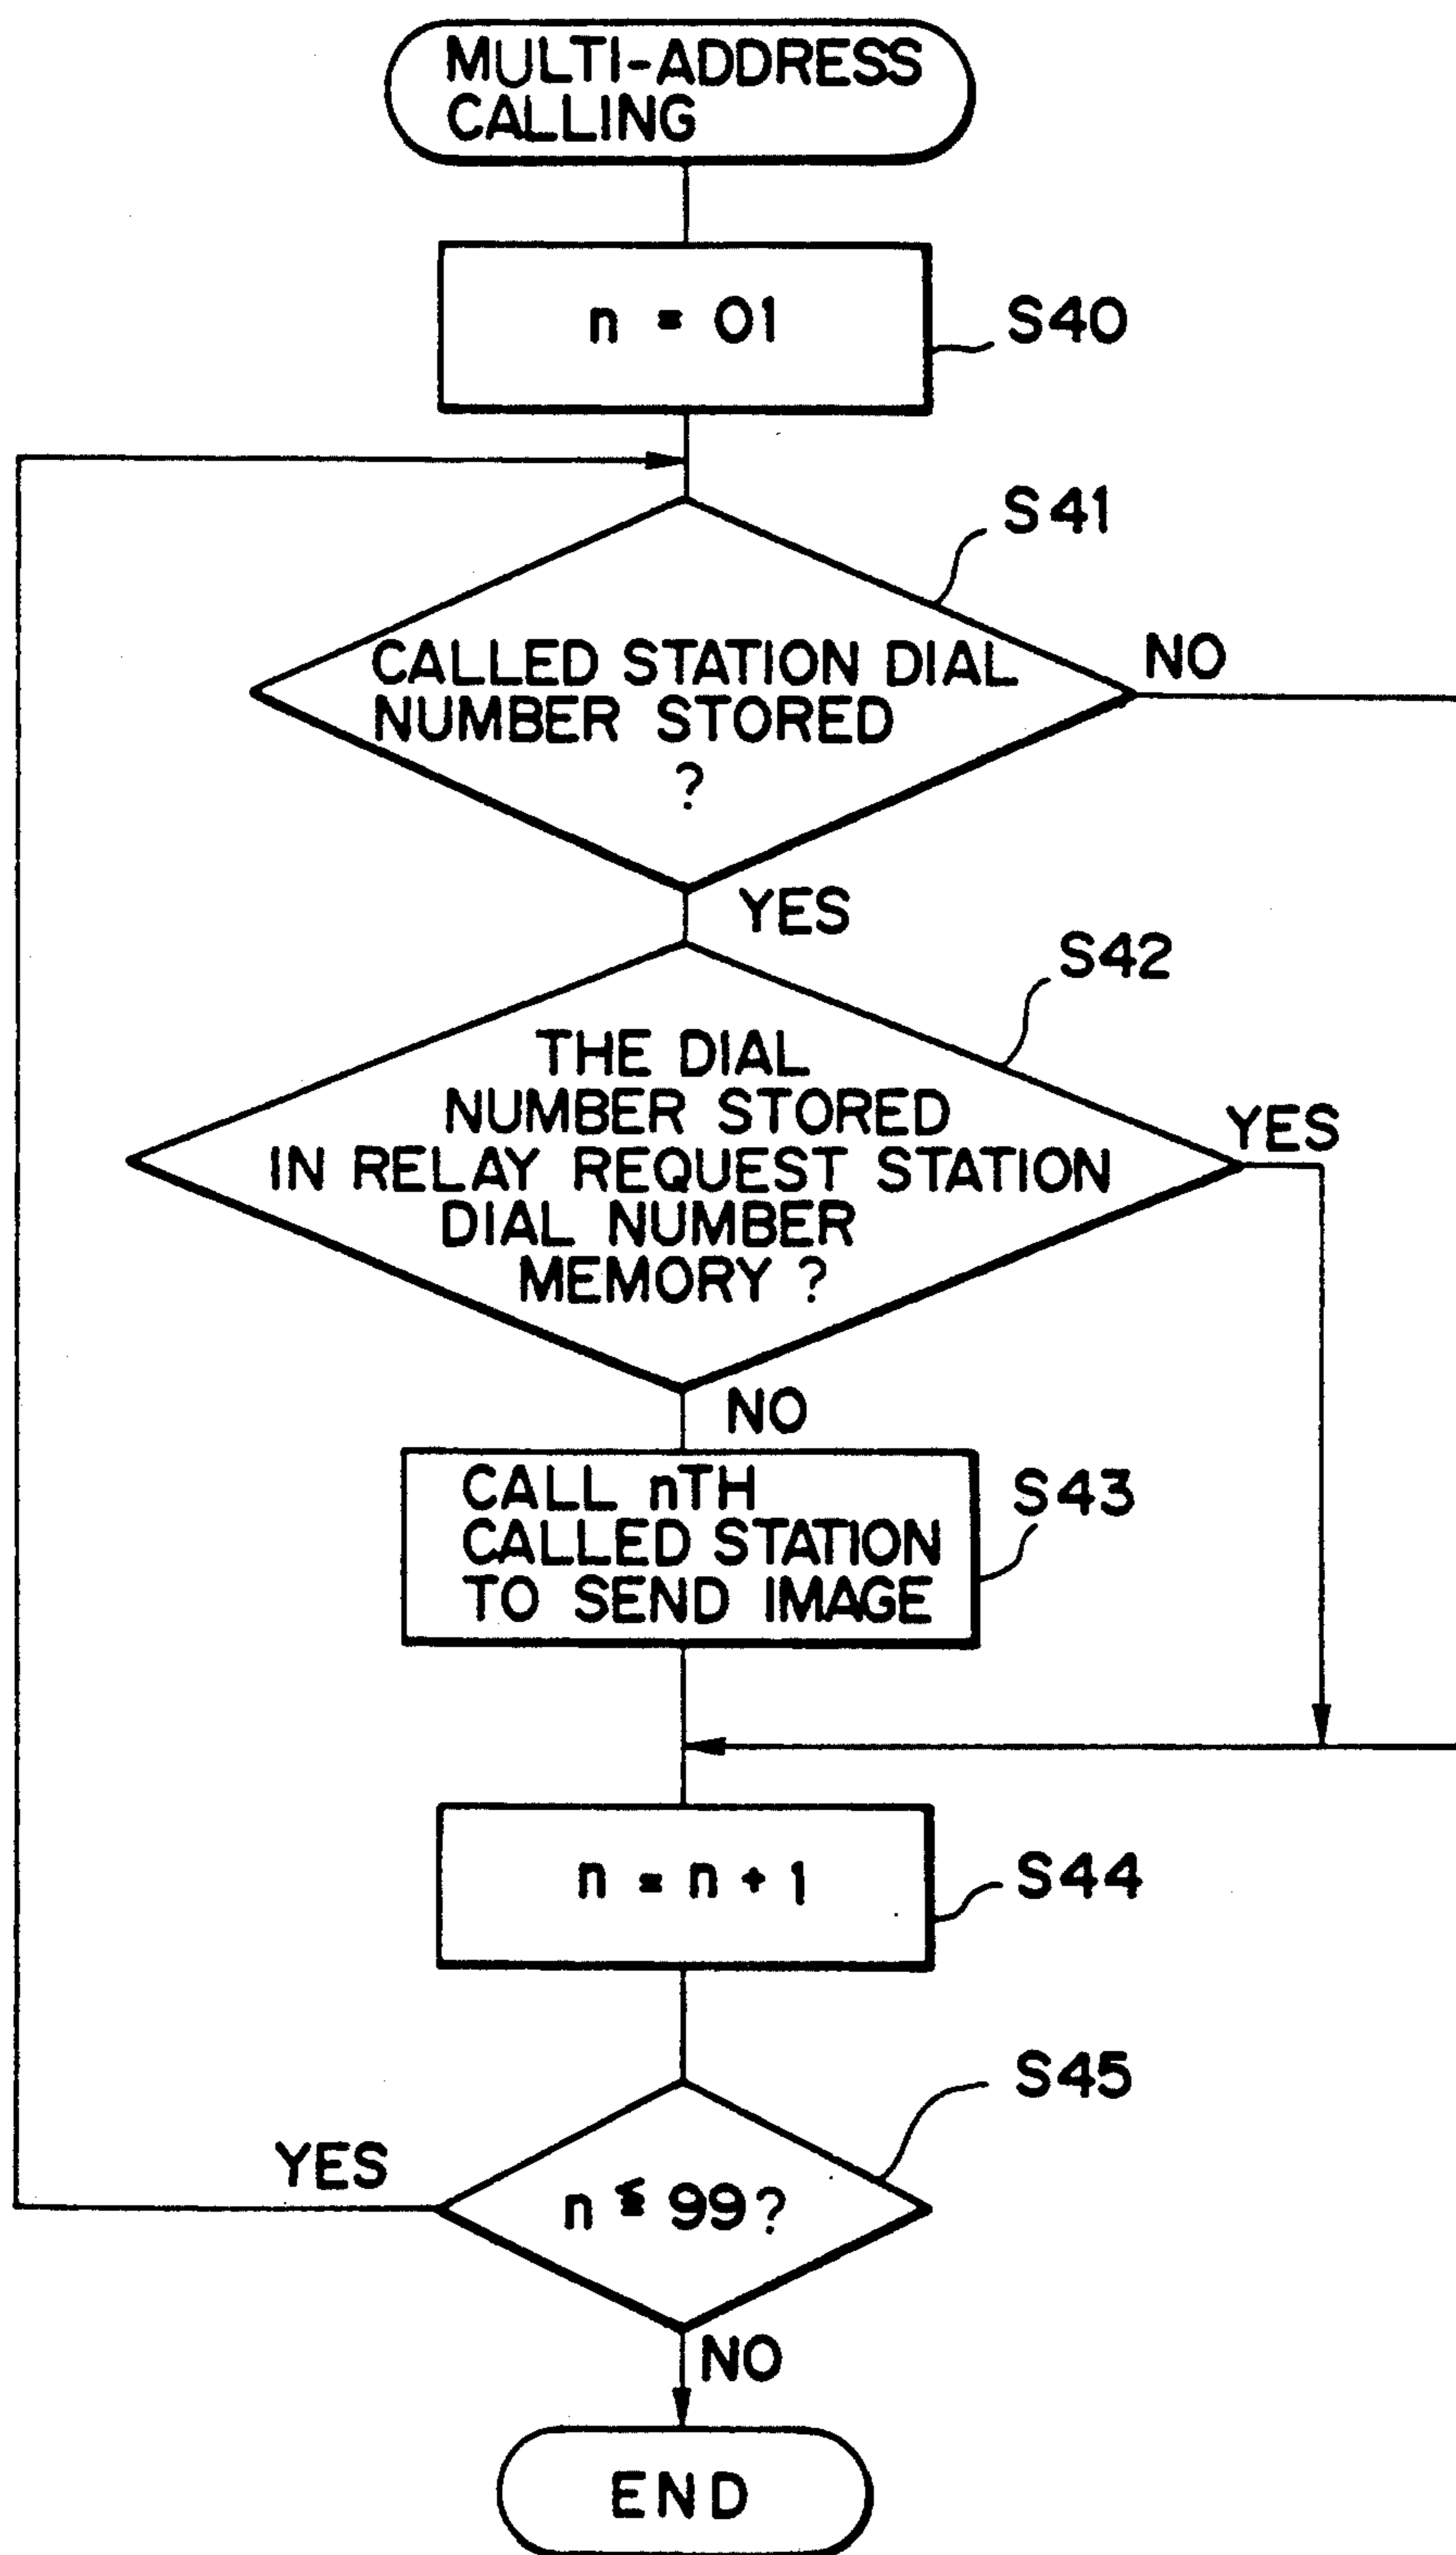 MULTI-ADDRESS
CALLING
n = 01
S40
S41
CALLED STATION DIAL
NUMBER STORED
?
NO
YES
S42
THE DIAL
NUMBER STORED
IN RELAY REQUEST STATION
DIAL NUMBER
MEMORY ?
YES
NO
CALL nTH
CALLED STATION
TO SEND IMAGE
S43
n = n + 1
S44
S45
YES
n ≦ 99?
NO
END